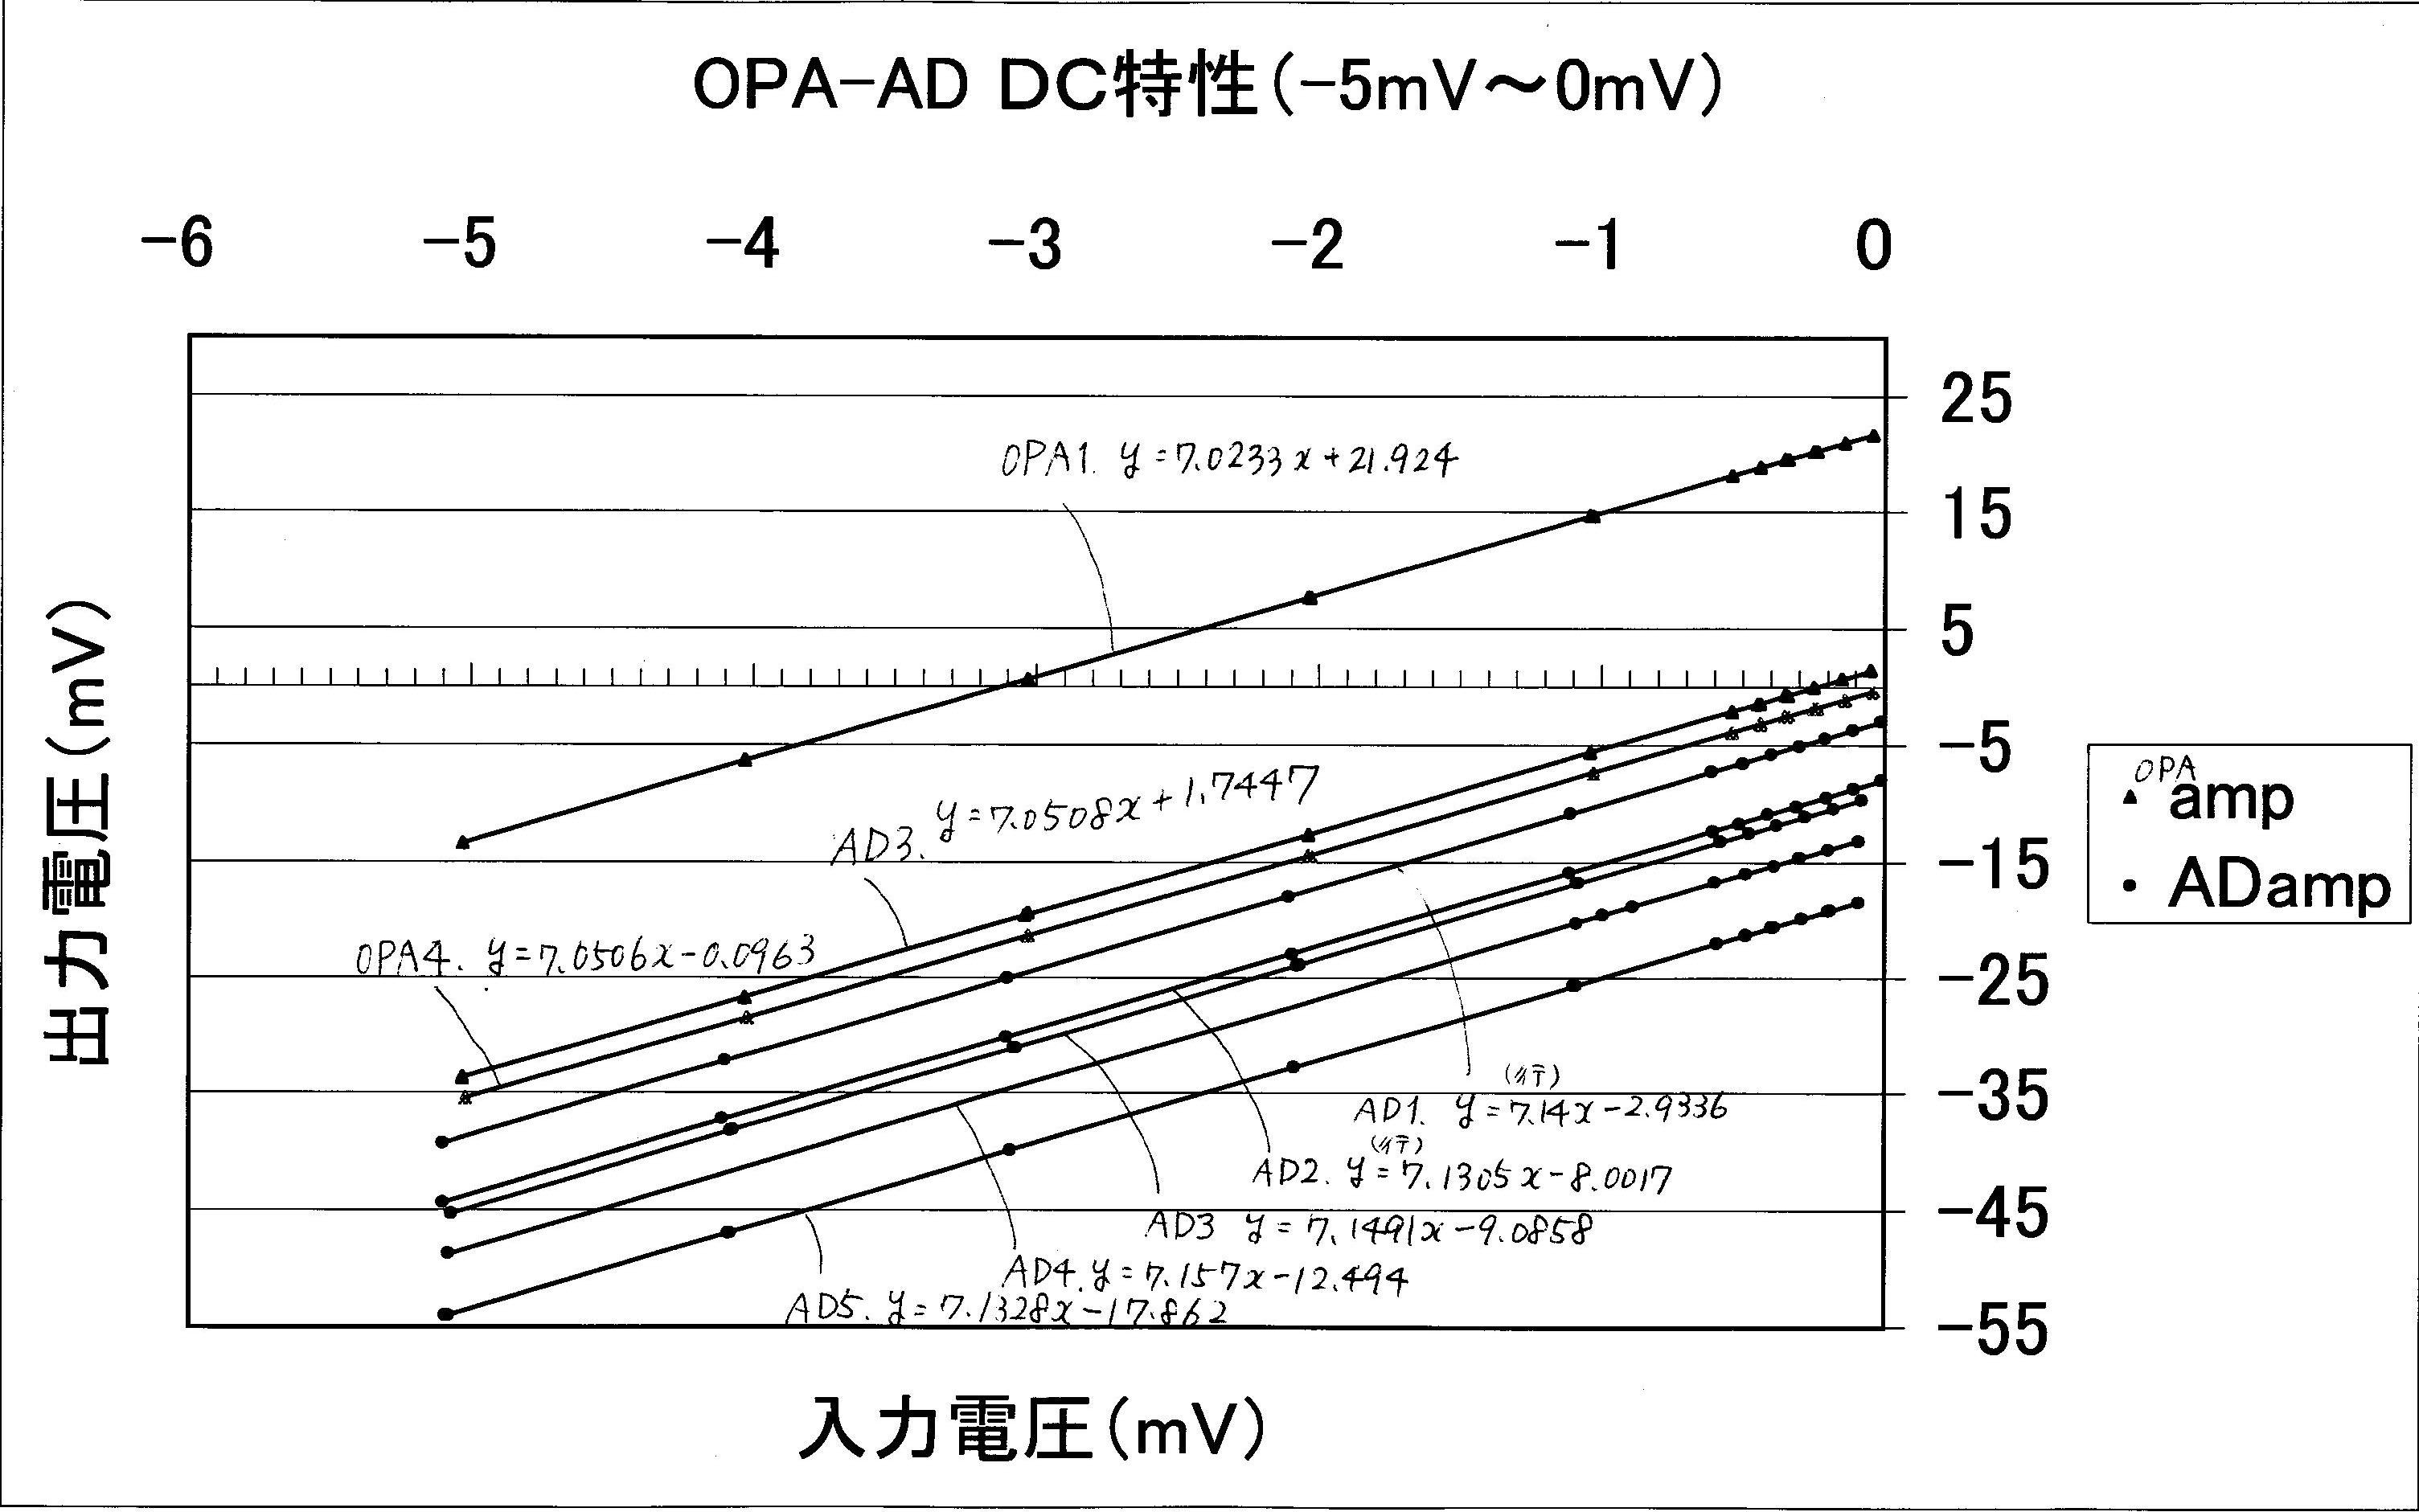 OPA-AD DC特性(-5mV～0mV)
-6 -5 -4 -3 -2 -1 0
25
15
5
-5
-15
-25
-35
-45
-55
出力電圧(mV)
入力電圧(mV)
OPA1. y=7.0233x+21.924
AD3. y=7.0508x+1.7447
OPA4. y=7.0506x-0.0963
AD1. y=7.14x-2.9336
AD2. y=7.1305x-8.0017
AD3 y=7.1491x-9.0858
AD4. y=7.157x-12.494
AD5. y=7.1328x-17.862
OPA
amp
ADamp